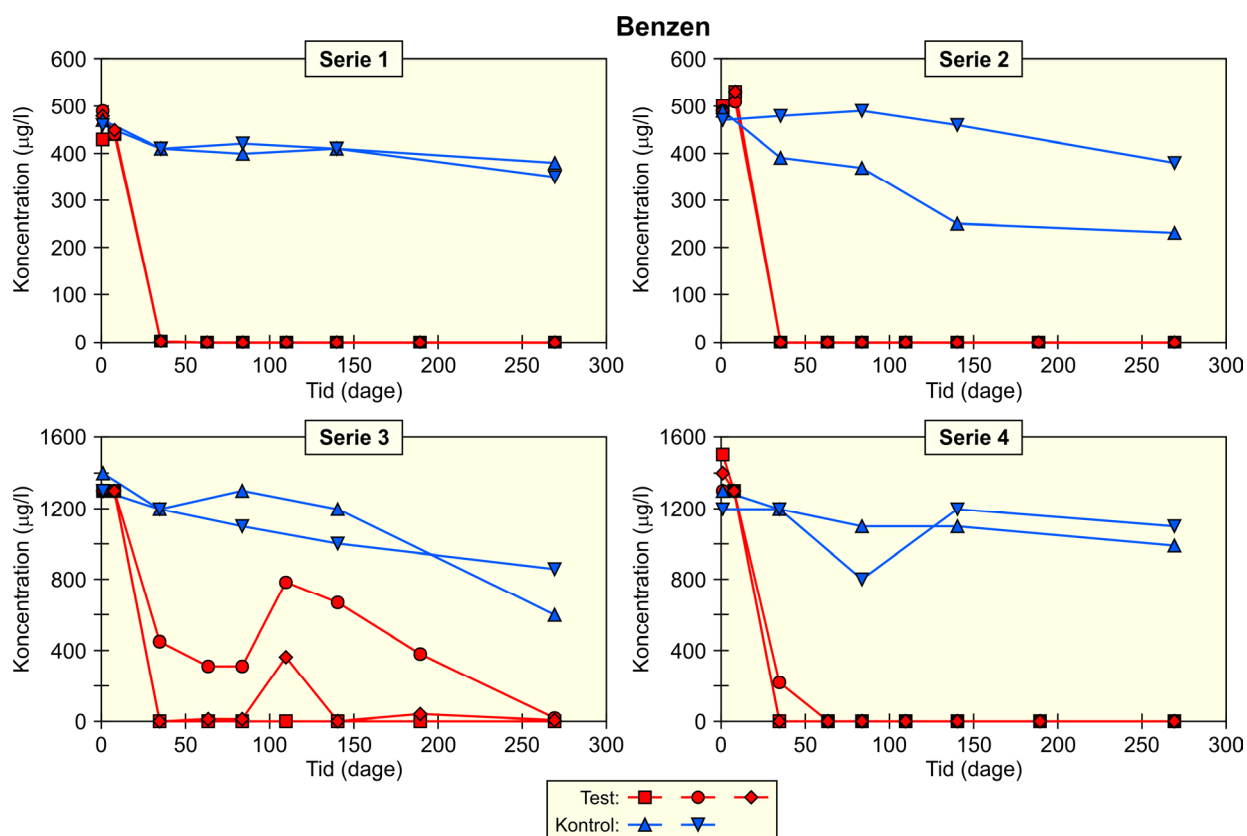 Benzen
Serie 1
Koncentration (µg/l)
600
500
400
300
200
100
0
0 50 100 150 200 250 300
Tid (dage)
Serie 2
Koncentration (µg/l)
600
500
400
300
200
100
0
0 50 100 150 200 250 300
Tid (dage)
Serie 3
Koncentration (µg/l)
1600
1200
800
400
0
0 50 100 150 200 250 300
Tid (dage)
Serie 4
Koncentration (µg/l)
1600
1200
800
400
0
0 50 100 150 200 250 300
Tid (dage)
Test:
Kontrol: